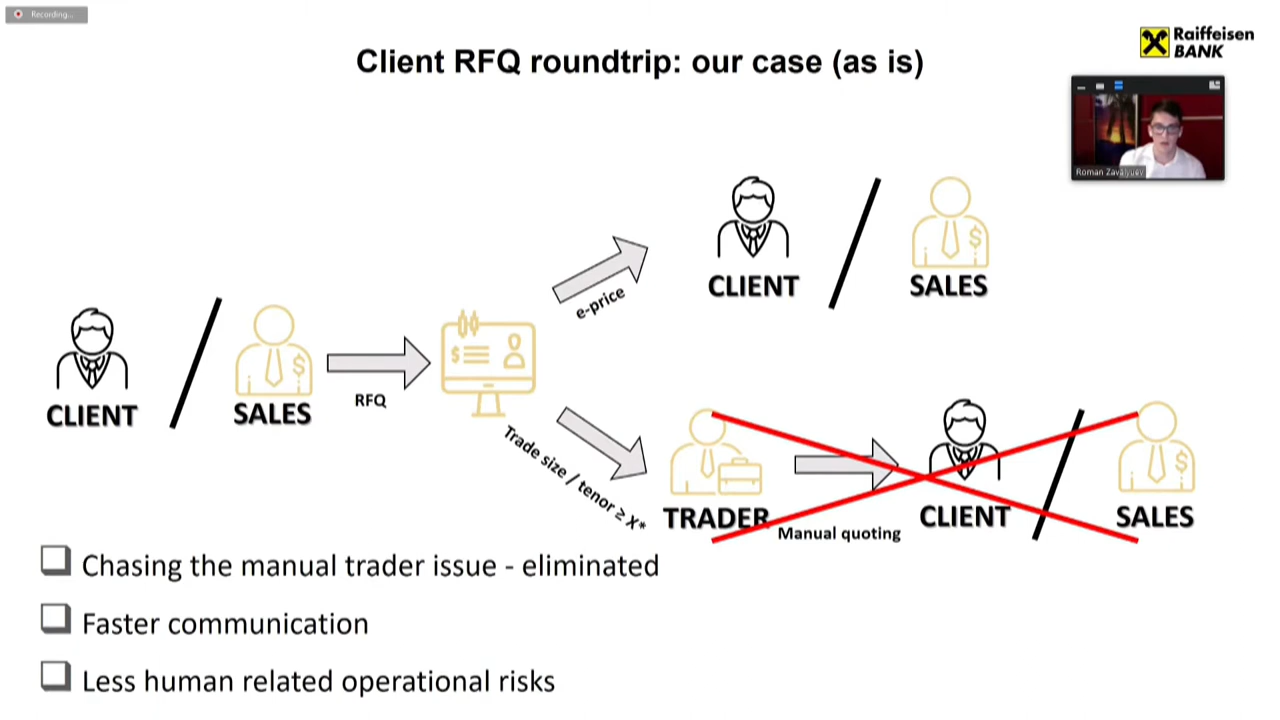 Recording...
Raiffeisen
BANK
Client RFQ roundtrip: our case (as is)
Roman Zavalyuev
CLIENT
SALES
e-price
CLIENT
SALES
RFQ
Trade size / tenor ≥ X*
TRADER
Manual quoting
CLIENT
SALES
❑ Chasing the manual trader issue - eliminated
❑ Faster communication
❑ Less human related operational risks